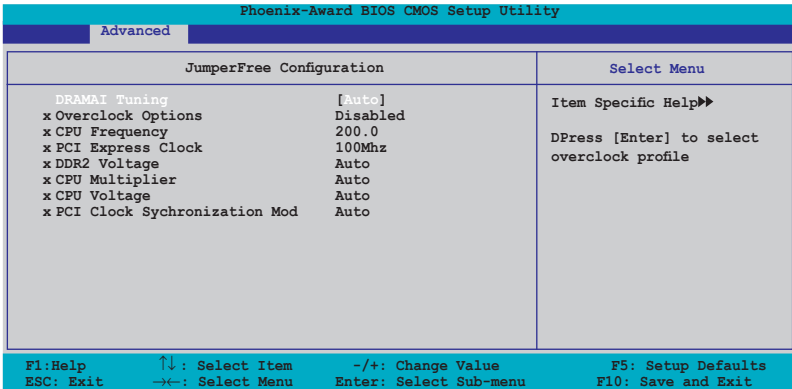 Phoenix-Award BIOS CMOS Setup Utility
Advanced
JumperFree Configuration
Select Menu
DRAMAI Tuning [Auto]
x Overclock Options Disabled
x CPU Frequency 200.0
x PCI Express Clock 100Mhz
x DDR2 Voltage Auto
x CPU Multiplier Auto
x CPU Voltage Auto
x PCI Clock Sychronization Mod Auto
Item Specific Help▶▶
DPress [Enter] to select
overclock profile
F1:Help ↑↓: Select Item -/+: Change Value F5: Setup Defaults
ESC: Exit →←: Select Menu Enter: Select Sub-menu F10: Save and Exit